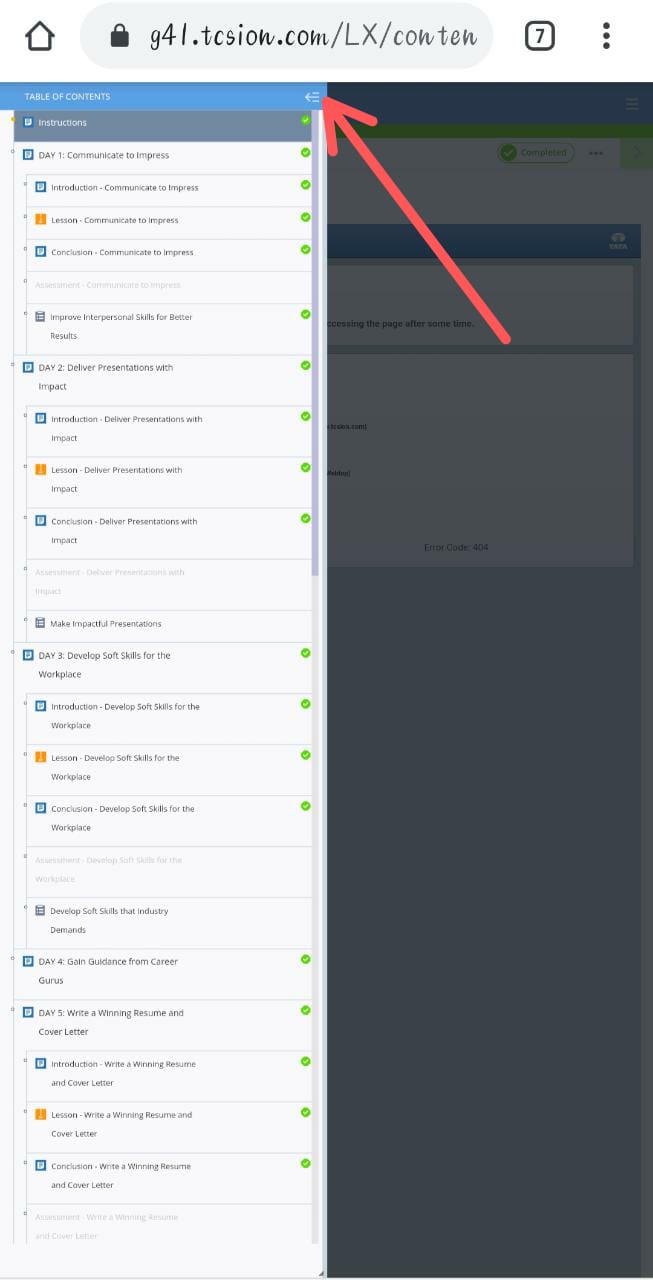 g41.tcsion.com/LX/conten
7
TABLE OF CONTENTS
Instructions
Completed
DAY 1: Communicate to Impress
Introduction - Communicate to Impress
Lesson - Communicate to Impress
TATA
Conclusion - Communicate to Impress
Assessment - Communicate to Impress
Improve Interpersonal Skills for Better
Results
ccessing the page after some time.
DAY 2: Deliver Presentations with
Impact
Introduction - Deliver Presentations with
Impact
Lesson - Deliver Presentations with
Impact
Conclusion - Deliver Presentations with
Impact
Error Code: 404
Assessment - Deliver Presentations with
Impact
Make Impactful Presentations
DAY 3: Develop Soft Skills for the
Workplace
Introduction - Develop Soft Skills for the
Workplace
Lesson - Develop Soft Skills for the
Workplace
Conclusion - Develop Soft Skills for the
Workplace
Assessment - Develop Soft Skills for the
Workplace
Develop Soft Skills that Industry
Demands
DAY 4: Gain Guidance from Career
Gurus
DAY 5: Write a Winning Resume and
Cover Letter
Introduction - Write a Winning Resume
and Cover Letter
Lesson - Write a Winning Resume and
Cover Letter
Conclusion - Write a Winning Resume
and Cover Letter
Assessment - Write a Winning Resume
and Cover Letter